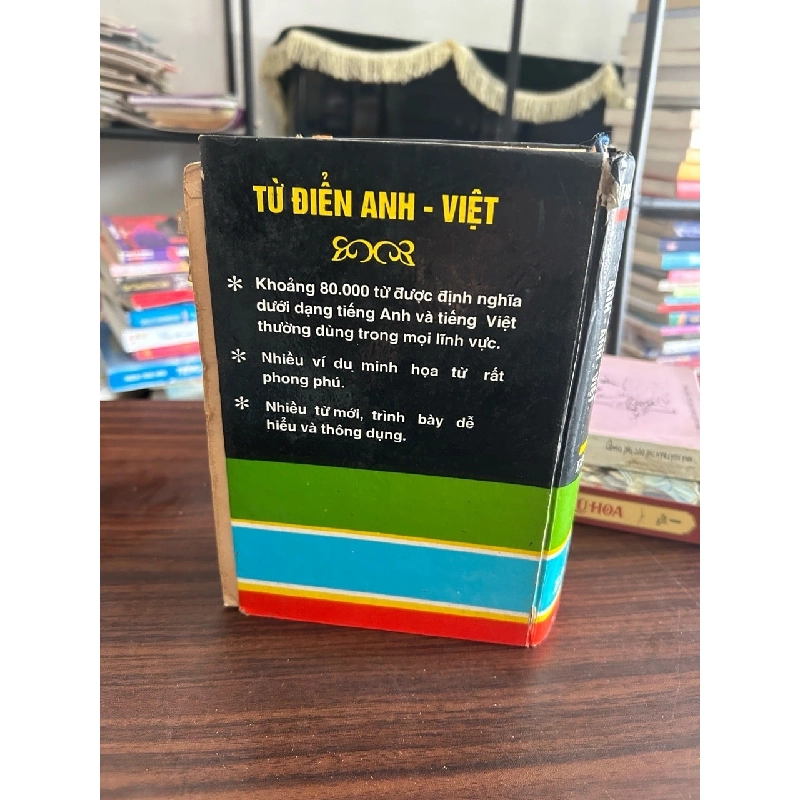 TỪ ĐIỂN ANH - VIỆT
* Khoảng 80.000 từ được định nghĩa
dưới dạng tiếng Anh và tiếng Việt
thường dùng trong mọi lĩnh vực.
* Nhiều ví dụ minh họa từ rất
phong phú.
* Nhiều từ mới, trình bày dễ
hiểu và thông dụng.
ANH - VIỆT